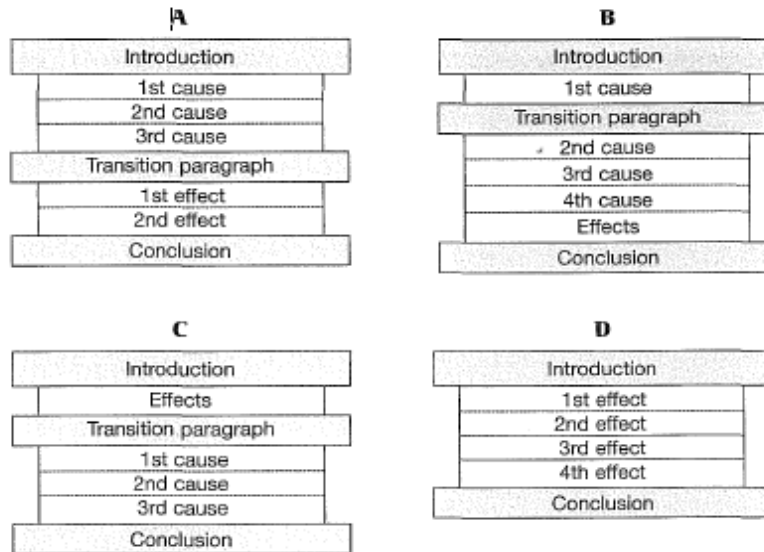 A
Introduction
1st cause
2nd cause
3rd cause
Transition paragraph
1st effect
2nd effect
Conclusion
B
Introduction
1st cause
Transition paragraph
2nd cause
3rd cause
4th cause
Effects
Conclusion
C
Introduction
Effects
Transition paragraph
1st cause
2nd cause
3rd cause
Conclusion
D
Introduction
1st effect
2nd effect
3rd effect
4th effect
Conclusion